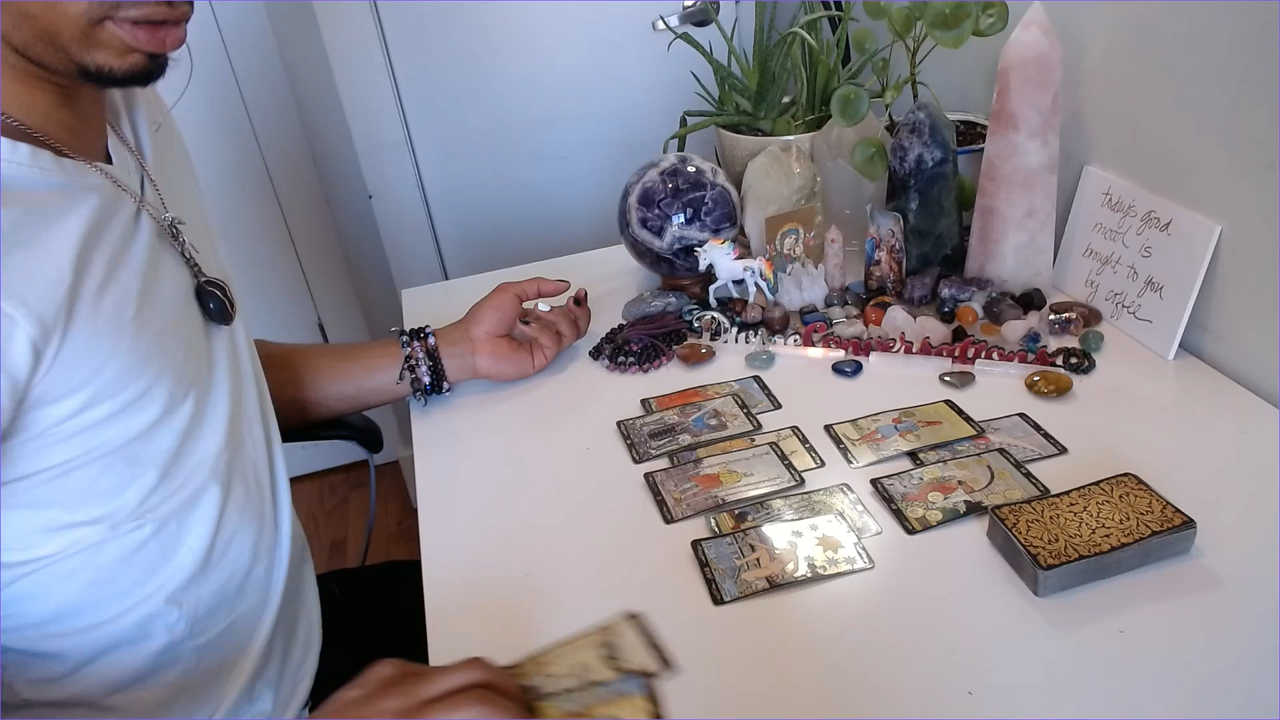 today's good
mood is
brought to you
by coffee
Divine Conversations